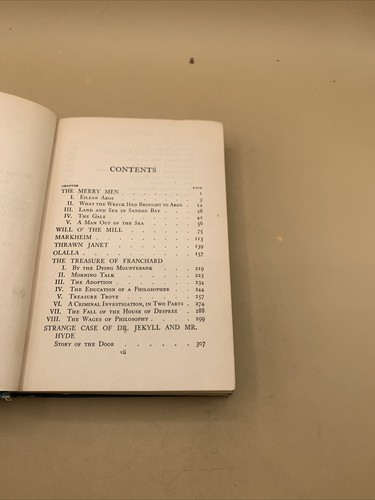 CONTENTS
CHAPTER PAGE
THE MERRY MEN . . . . . . . 1
I. Eilean Aros . . . . . . . 3
II. What the Wreck Had Brought to Aros . 12
III. Land and Sea in Sandag Bay . . . 28
IV. The Gale . . . . . . . 41
V. A Man Out of the Sea . . . . 56
WILL O' THE MILL . . . . . . 75
MARKHEIM . . . . . . . . 113
THRAWN JANET . . . . . . . 139
OLALLA . . . . . . . . 157
THE TREASURE OF FRANCHARD
I. By the Dying Mountebank . . . 219
II. Morning Talk . . . . . . 225
III. The Adoption . . . . . . 234
IV. The Education of a Philosopher . . 244
V. Treasure Trove . . . . . 257
VI. A Criminal Investigation, in Two Parts . 274
VII. The Fall of the House of Desprez . . 288
VIII. The Wages of Philosophy . . . . 299
STRANGE CASE OF DR. JEKYLL AND MR.
HYDE
Story of the Door . . . . . . 307
vii